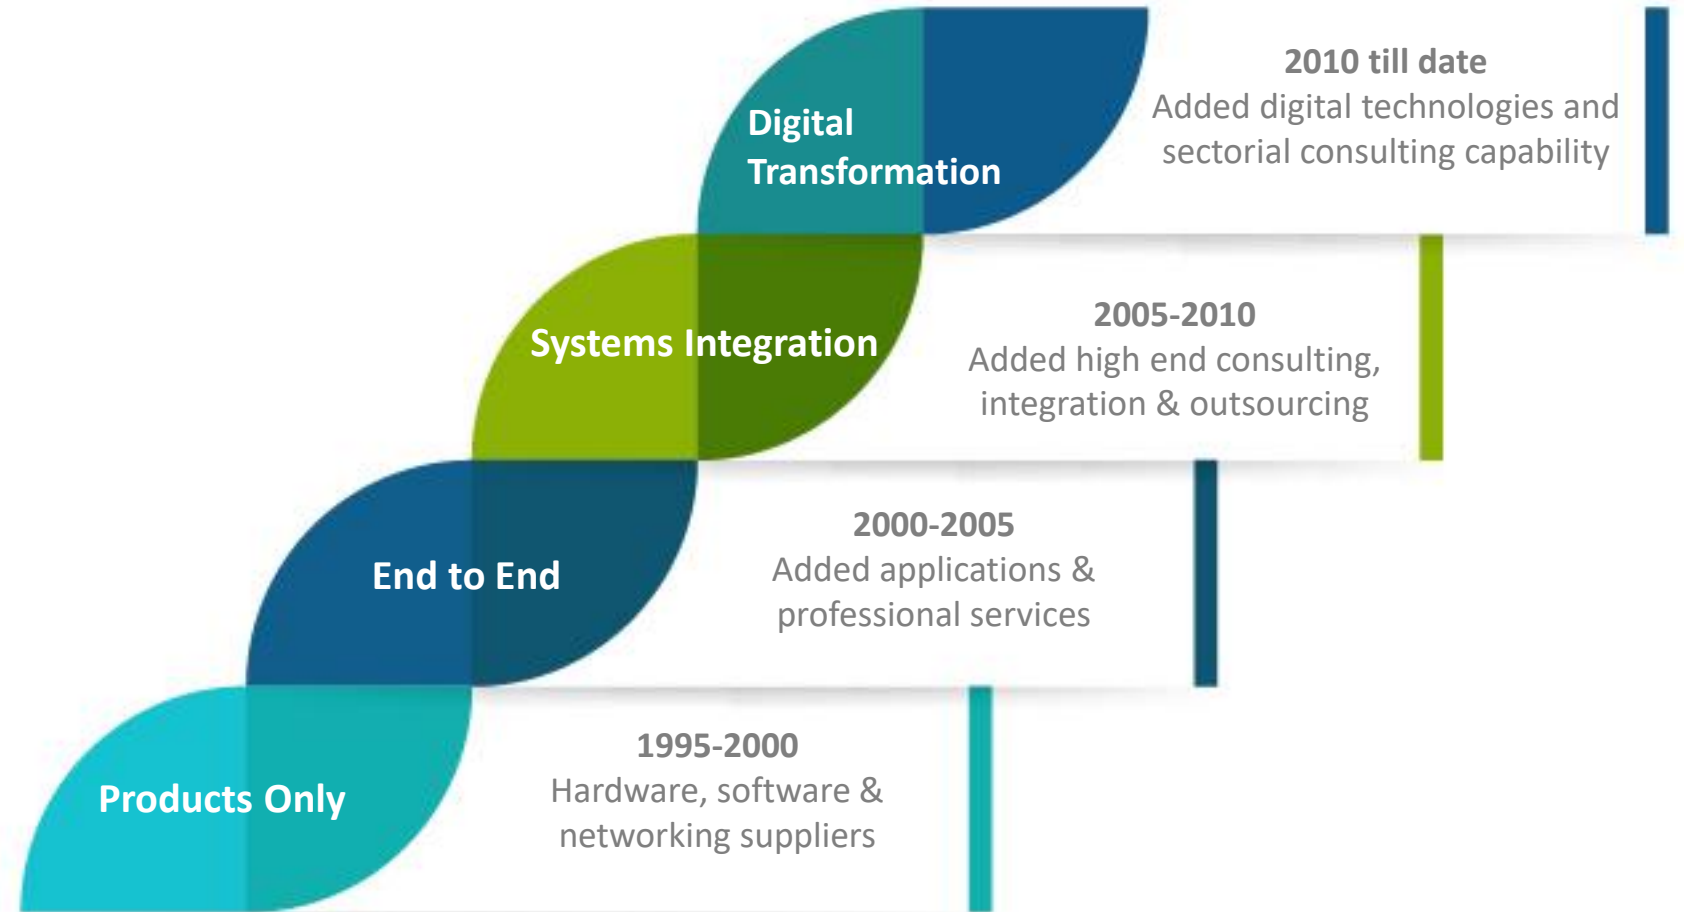 Digital
Transformation
2010 till date
Added digital technologies and
sectorial consulting capability
Systems Integration
2005-2010
Added high end consulting,
integration & outsourcing
End to End
2000-2005
Added applications &
professional services
Products Only
1995-2000
Hardware, software &
networking suppliers